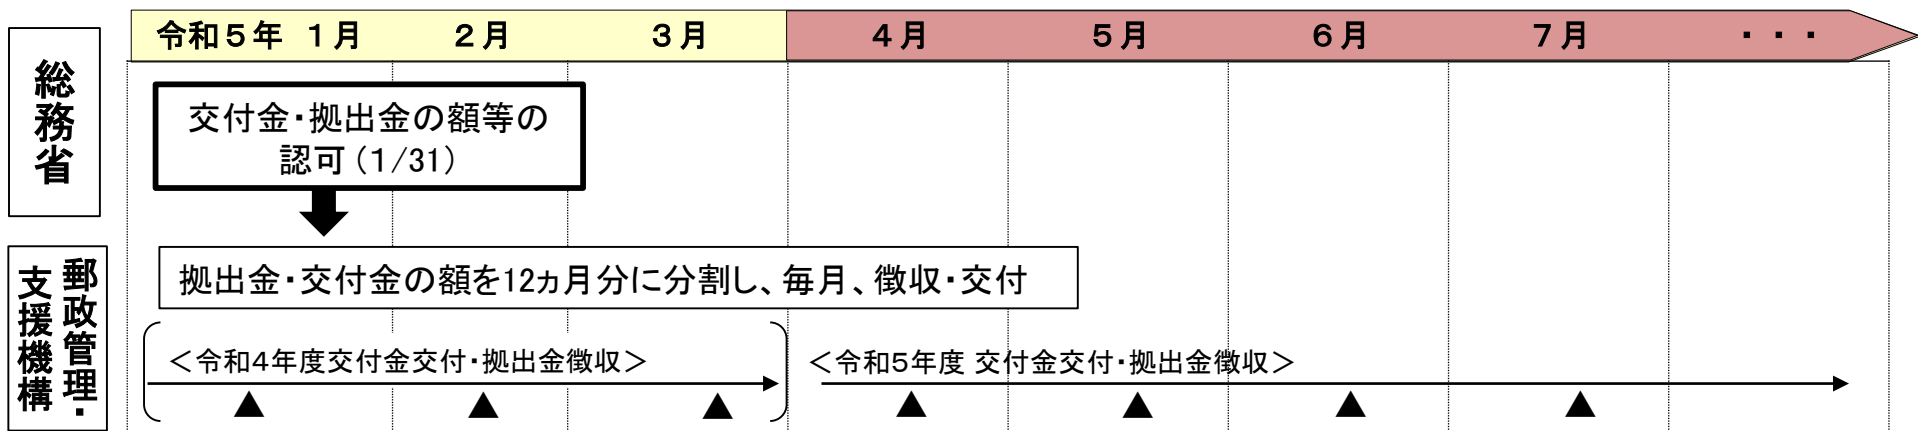 令和５年 １月 ２月 ３月 ４月 ５月 ６月 ７月 ・・・
総務省
交付金・拠出金の額等の
認可（１/31）
郵政管理・
支援機構
拠出金・交付金の額を12ヵ月分に分割し、毎月、徴収・交付
＜令和４年度交付金交付・拠出金徴収＞
＜令和５年度 交付金交付・拠出金徴収＞